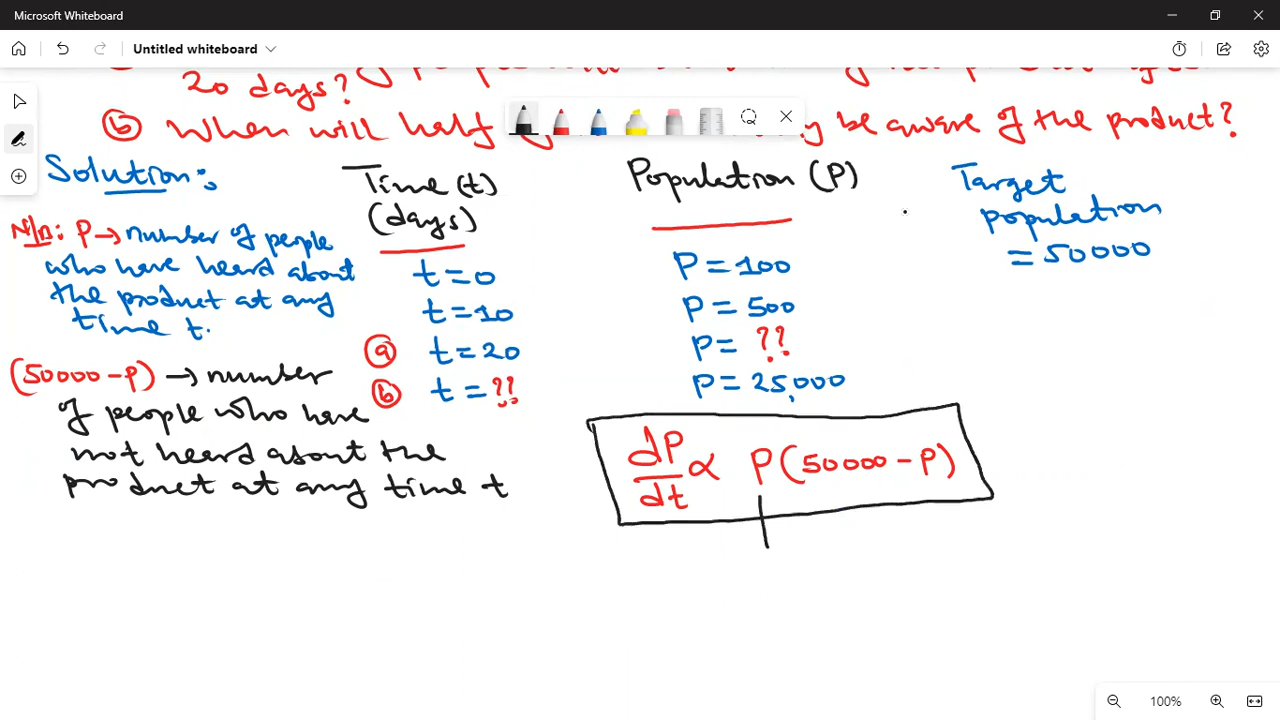 Microsoft Whiteboard
Untitled whiteboard
20 days?
(b) When will half be aware of the product?
Solution:
Time (t)
(days)
Population (P)
Target
population
= 50000
N/n: P → number of people
who have heard about
the product at any
time t.
t = 0
P = 100
t = 10
P = 500
(a) t = 20
P = ??
(b) t = ??
P = 25,000
(50000 - P) → number
of people who have
not heard about the
product at any time t
dP/dt ∝ P(50000 - P)
100%